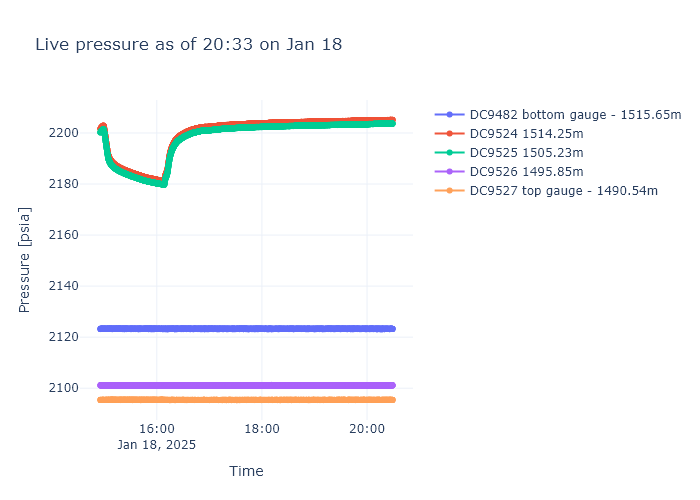 Live pressure as of 20:33 on Jan 18
DC9482 bottom gauge - 1515.65m
DC9524 1514.25m
DC9525 1505.23m
DC9526 1495.85m
DC9527 top gauge - 1490.54m
Pressure [psia]
2200
2180
2160
2140
2120
2100
16:00
Jan 18, 2025
18:00
20:00
Time